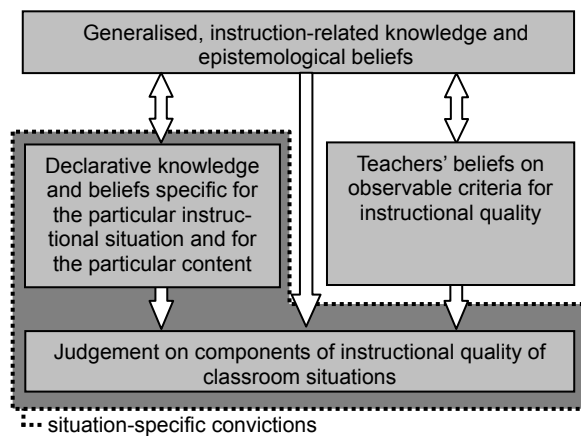 Generalised, instruction-related knowledge and
epistemological beliefs
Declarative knowledge
and beliefs specific for
the particular instruc-
tional situation and for
the particular content
Teachers’ beliefs on
observable criteria for
instructional quality
Judgement on components of instructional quality of
classroom situations
situation-specific convictions